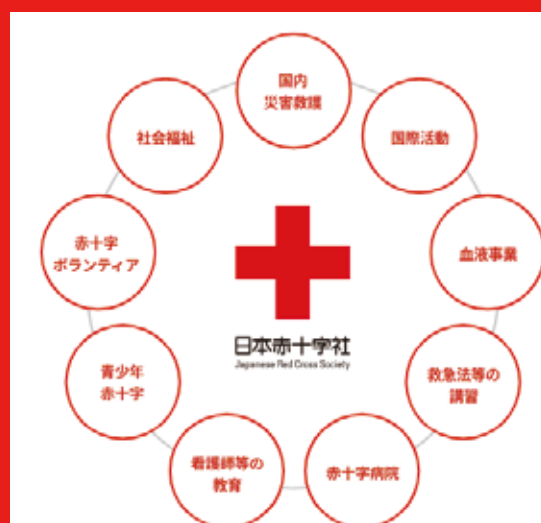 国内
災害救護
国際活動
血液事業
救急法等の
講習
赤十字病院
看護師等の
教育
青少年
赤十字
赤十字
ボランティア
社会福祉
日本赤十字社
Japanese Red Cross Society